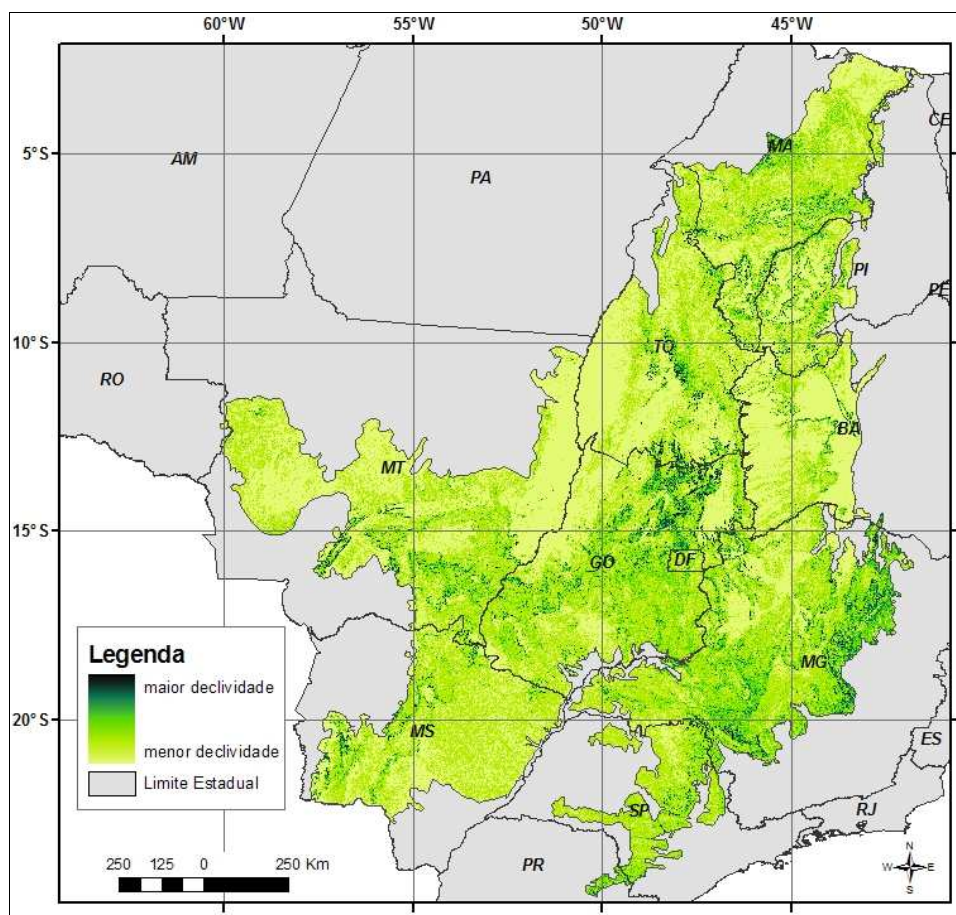 60°W 55°W 50°W 45°W
CE
MA
5°S
AM
PA
PI
PE
10°S
TO
RO
BA
MT
15°S
GO DF
MG
20°S
MS
ES
SP
RJ
PR
Legenda
maior declividade
menor declividade
Limite Estadual
250 125 0 250 Km
N
W E
S